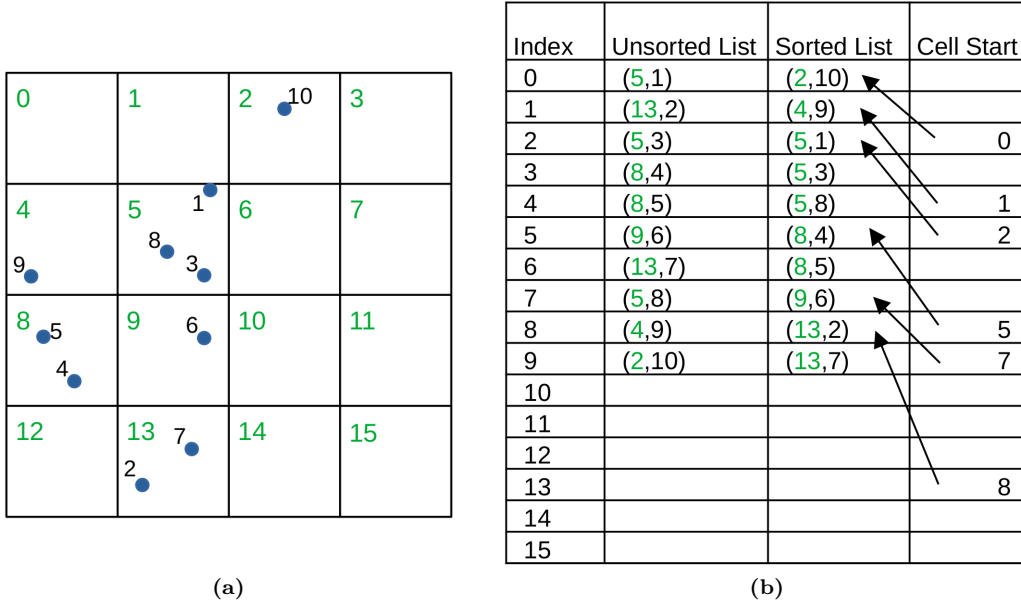 0 1 2 3
10
4 5 6 7
1
8
3
9
8 9 10 11
5
6
4
12 13 14 15
7
2
(a)
Index Unsorted List Sorted List Cell Start
0 (5,1) (2,10)
1 (13,2) (4,9)
2 (5,3) (5,1) 0
3 (8,4) (5,3)
4 (8,5) (5,8) 1
5 (9,6) (8,4) 2
6 (13,7) (8,5)
7 (5,8) (9,6)
8 (4,9) (13,2) 5
9 (2,10) (13,7) 7
10
11
12
13 8
14
15
(b)